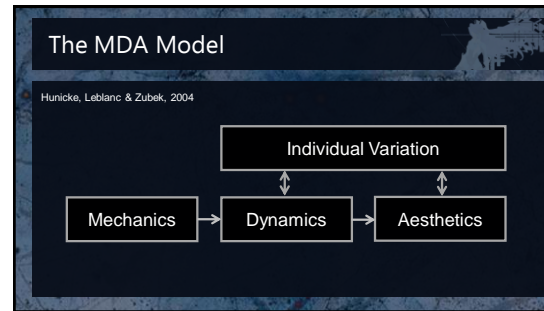 The MDA Model
Hunicke, Leblanc & Zubek, 2004
Individual Variation
Mechanics
Dynamics
Aesthetics